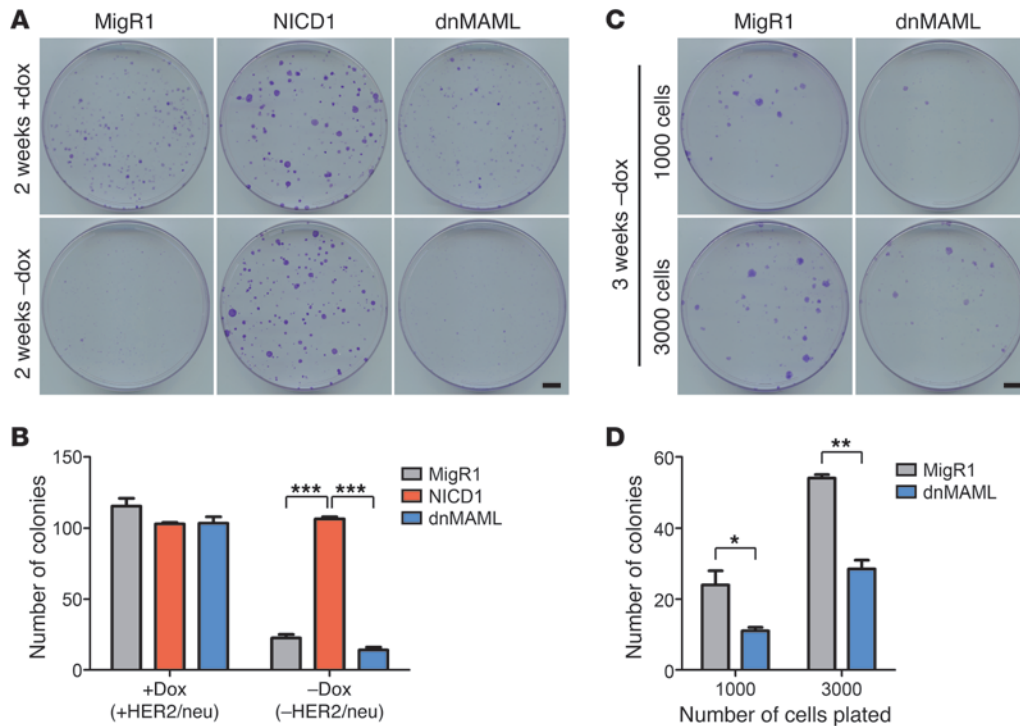 A
MigR1 NICD1 dnMAML
2 weeks +dox
2 weeks –dox
B
150
100
50
0
Number of colonies
*** ***
MigR1
NICD1
dnMAML
+Dox –Dox
(+HER2/neu) (–HER2/neu)
C
MigR1 dnMAML
3 weeks –dox
1000 cells
3000 cells
D
60
40
20
0
Number of colonies
*
**
MigR1
dnMAML
1000 3000
Number of cells plated